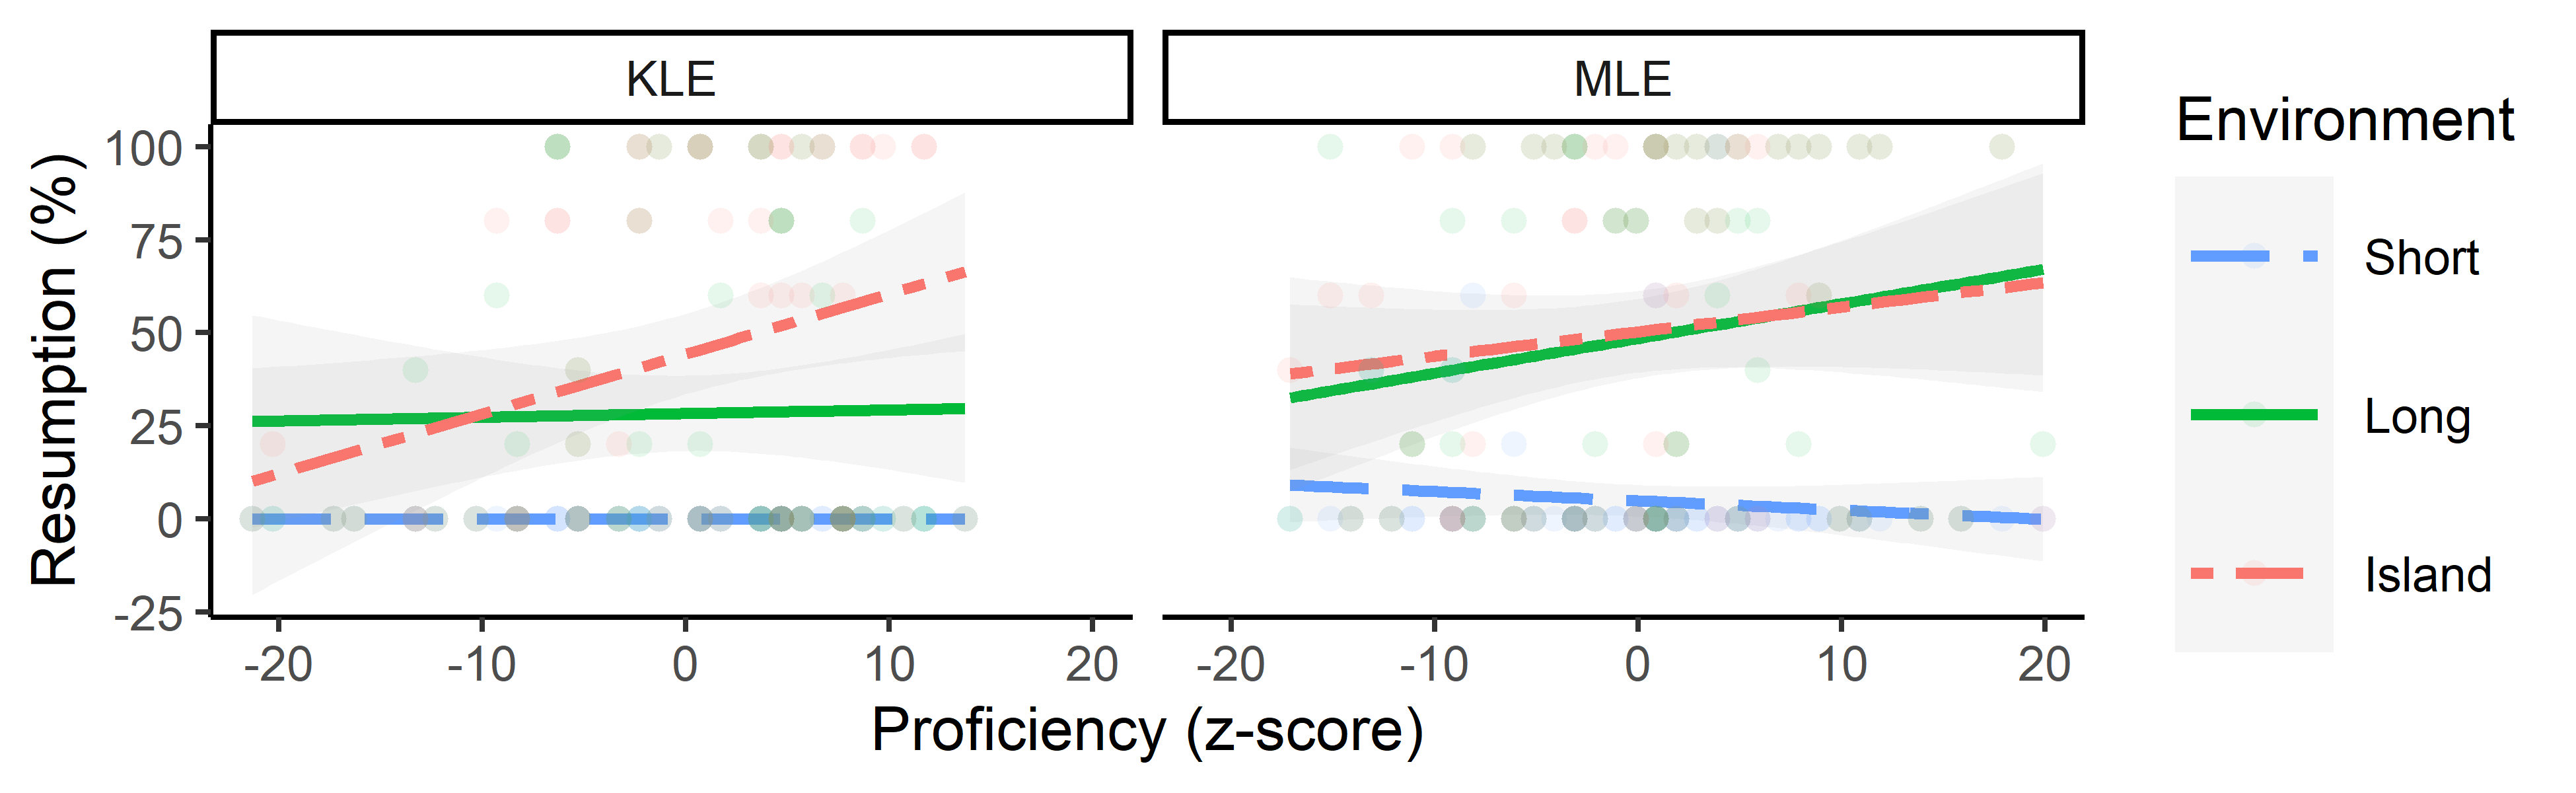 KLE
MLE
Resumption (%)
100
75
50
25
0
-25
-20 -10 0 10 20
-20 -10 0 10 20
Proficiency (z-score)
Environment
Short
Long
Island